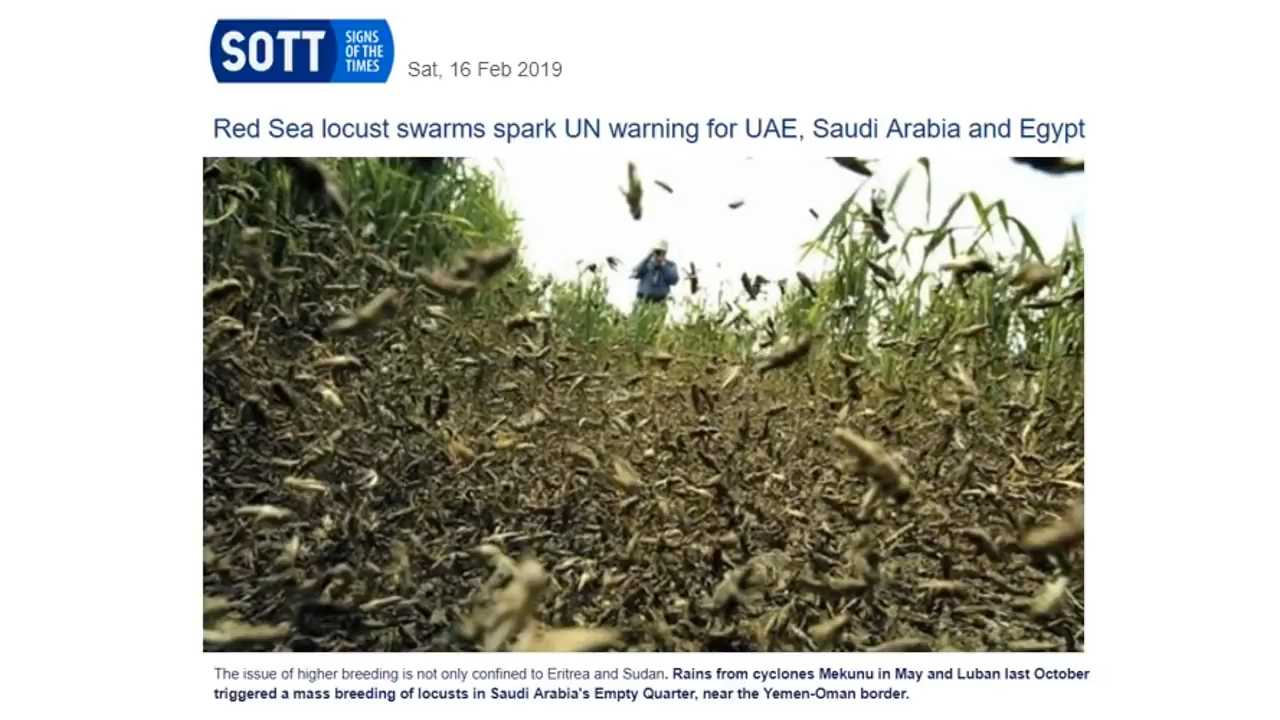 SOTT
SIGNS
OF THE
TIMES
Sat, 16 Feb 2019
Red Sea locust swarms spark UN warning for UAE, Saudi Arabia and Egypt
The issue of higher breeding is not only confined to Eritrea and Sudan. Rains from cyclones Mekunu in May and Luban last October
triggered a mass breeding of locusts in Saudi Arabia's Empty Quarter, near the Yemen-Oman border.